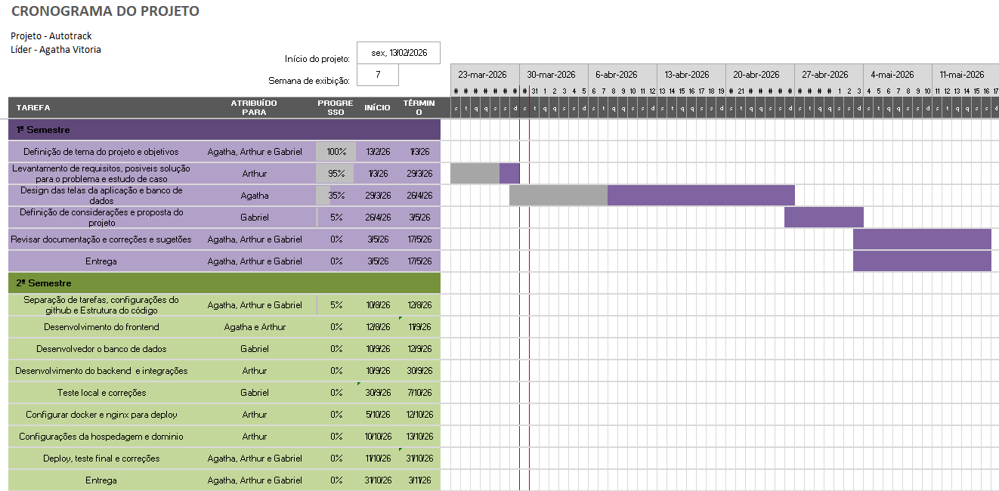 CRONOGRAMA DO PROJETO
Projeto - Autotrack
Líder - Agatha Vitoria
Início do projeto: sex, 13/02/2026
Semana de exibição: 7
23-mar-2026 30-mar-2026 6-abr-2026 13-abr-2026 20-abr-2026 27-abr-2026 4-mai-2026 11-mai-2026
# # # # # # # # 31 1 2 3 4 5 6 7 8 9 10 11 12 13 14 15 16 17 18 19 # 21 # # # # # # # # # 1 2 3 4 5 6 7 8 9 10 11 12 13 14 15 16 17
TAREFA ATRIBUÍDO PARA PROGRE SSO INÍCIO TÉRMIN O s t q q s s d s t q q s s d s t q q s s d s t q q s s d s t q q s s d s t q q s s d s t q q s s d s t q q s s d
1º Semestre
Definição de tema do projeto e objetivos Agatha, Arthur e Gabriel 100% 13/2/26 1/3/26
Levantamento de requisitos, posiveis solução
para o problema e estudo de caso Arthur 95% 1/3/26 29/3/26
Design das telas da aplicação e banco de
dados Agatha 35% 29/3/26 26/4/26
Definição de considerações e proposta do
projeto Gabriel 5% 26/4/26 3/5/26
Revisar documentação e correções e sugetões Agatha, Arthur e Gabriel 0% 3/5/26 17/5/26
Entrega Agatha, Arthur e Gabriel 0% 3/5/26 17/5/26
2º Semestre
Separação de tarefas, configurações do
github e Estrutura do código Agatha, Arthur e Gabriel 5% 10/8/26 12/8/26
Desenvolvimento do frontend Agatha e Arthur 0% 12/8/26 11/9/26
Desenvolvedor o banco de dados Gabriel 0% 10/9/26 12/9/26
Desenvolvimento do backend e integrações Arthur 0% 10/9/26 30/9/26
Teste local e correções Gabriel 0% 30/9/26 7/10/26
Configurar docker e nginx para deploy Arthur 0% 5/10/26 12/10/26
Configurações da hospedagem e dominio Arthur 0% 10/10/26 13/10/26
Deploy, teste final e correções Agatha, Arthur e Gabriel 0% 11/10/26 31/10/26
Entrega Agatha, Arthur e Gabriel 0% 31/10/26 3/11/26